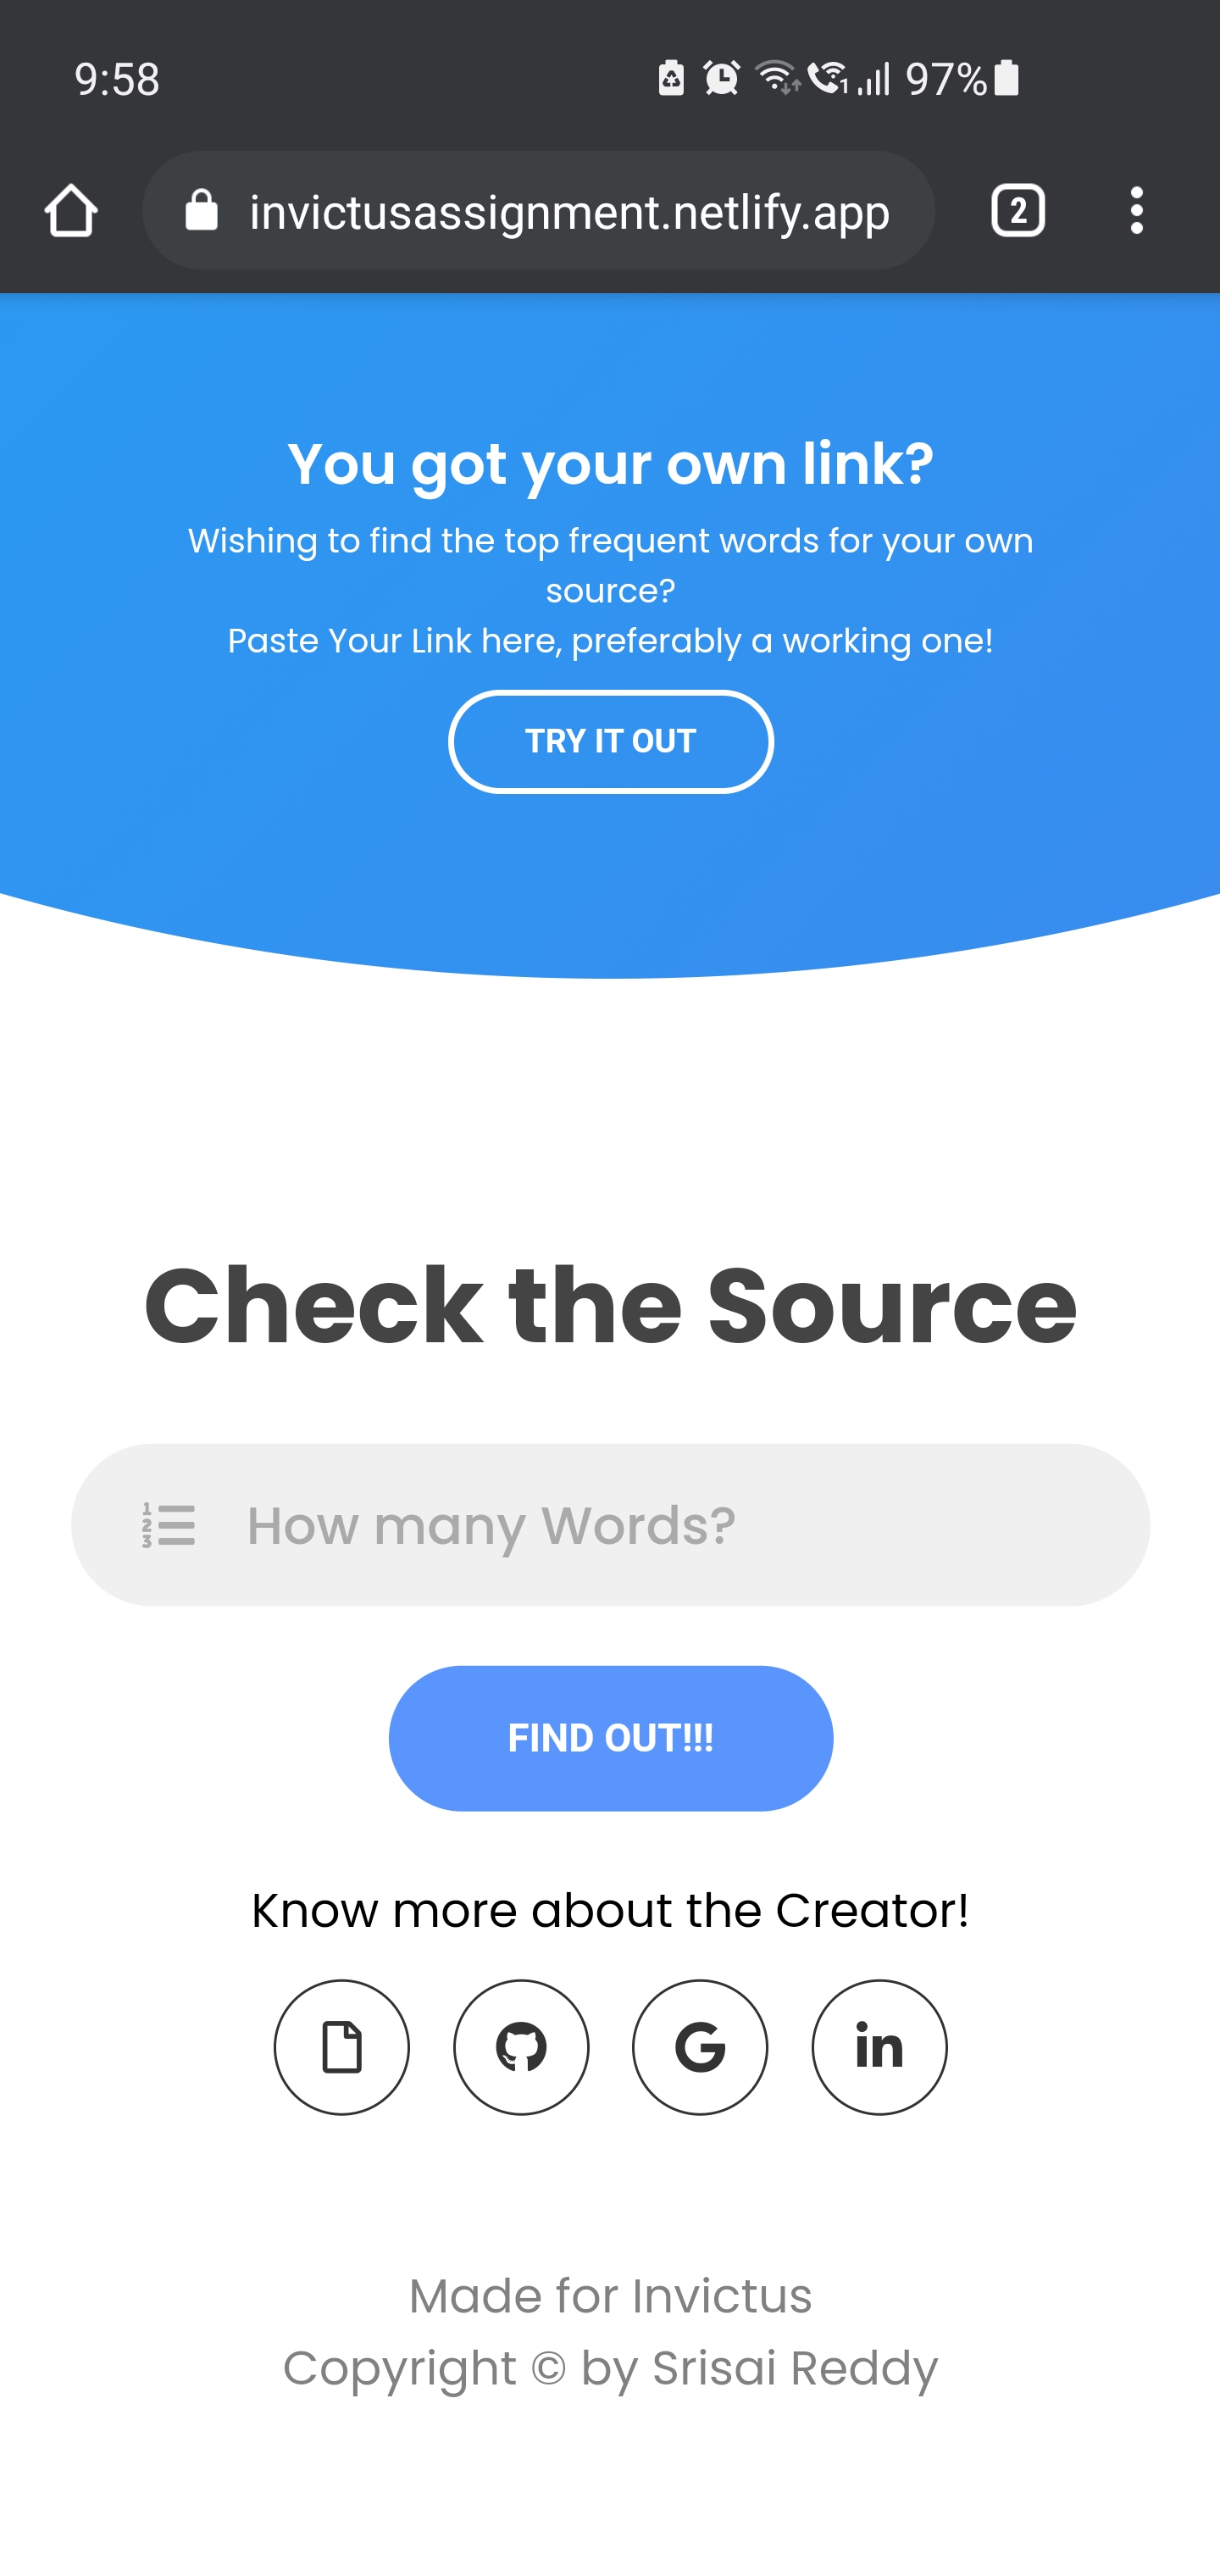 9:58
97%
invictusassignment.netlify.app
2
You got your own link?
Wishing to find the top frequent words for your own
source?
Paste Your Link here, preferably a working one!
TRY IT OUT
Check the Source
How many Words?
FIND OUT!!!
Know more about the Creator!
Made for Invictus
Copyright © by Srisai Reddy